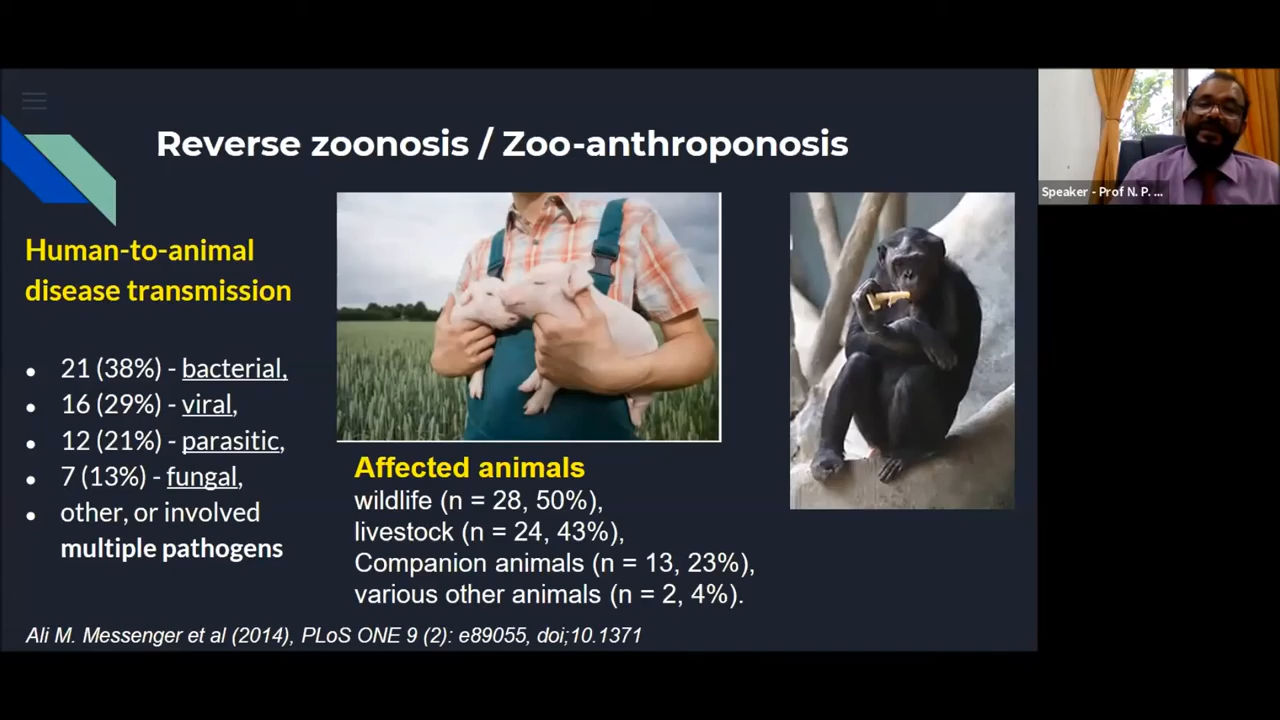 Reverse zoonosis / Zoo-anthroponosis
Human-to-animal
disease transmission
• 21 (38%) - bacterial,
• 16 (29%) - viral,
• 12 (21%) - parasitic,
• 7 (13%) - fungal,
• other, or involved
multiple pathogens
Affected animals
wildlife (n = 28, 50%),
livestock (n = 24, 43%),
Companion animals (n = 13, 23%),
various other animals (n = 2, 4%).
Ali M. Messenger et al (2014), PLoS ONE 9 (2): e89055, doi;10.1371
Speaker - Prof N. P. ...